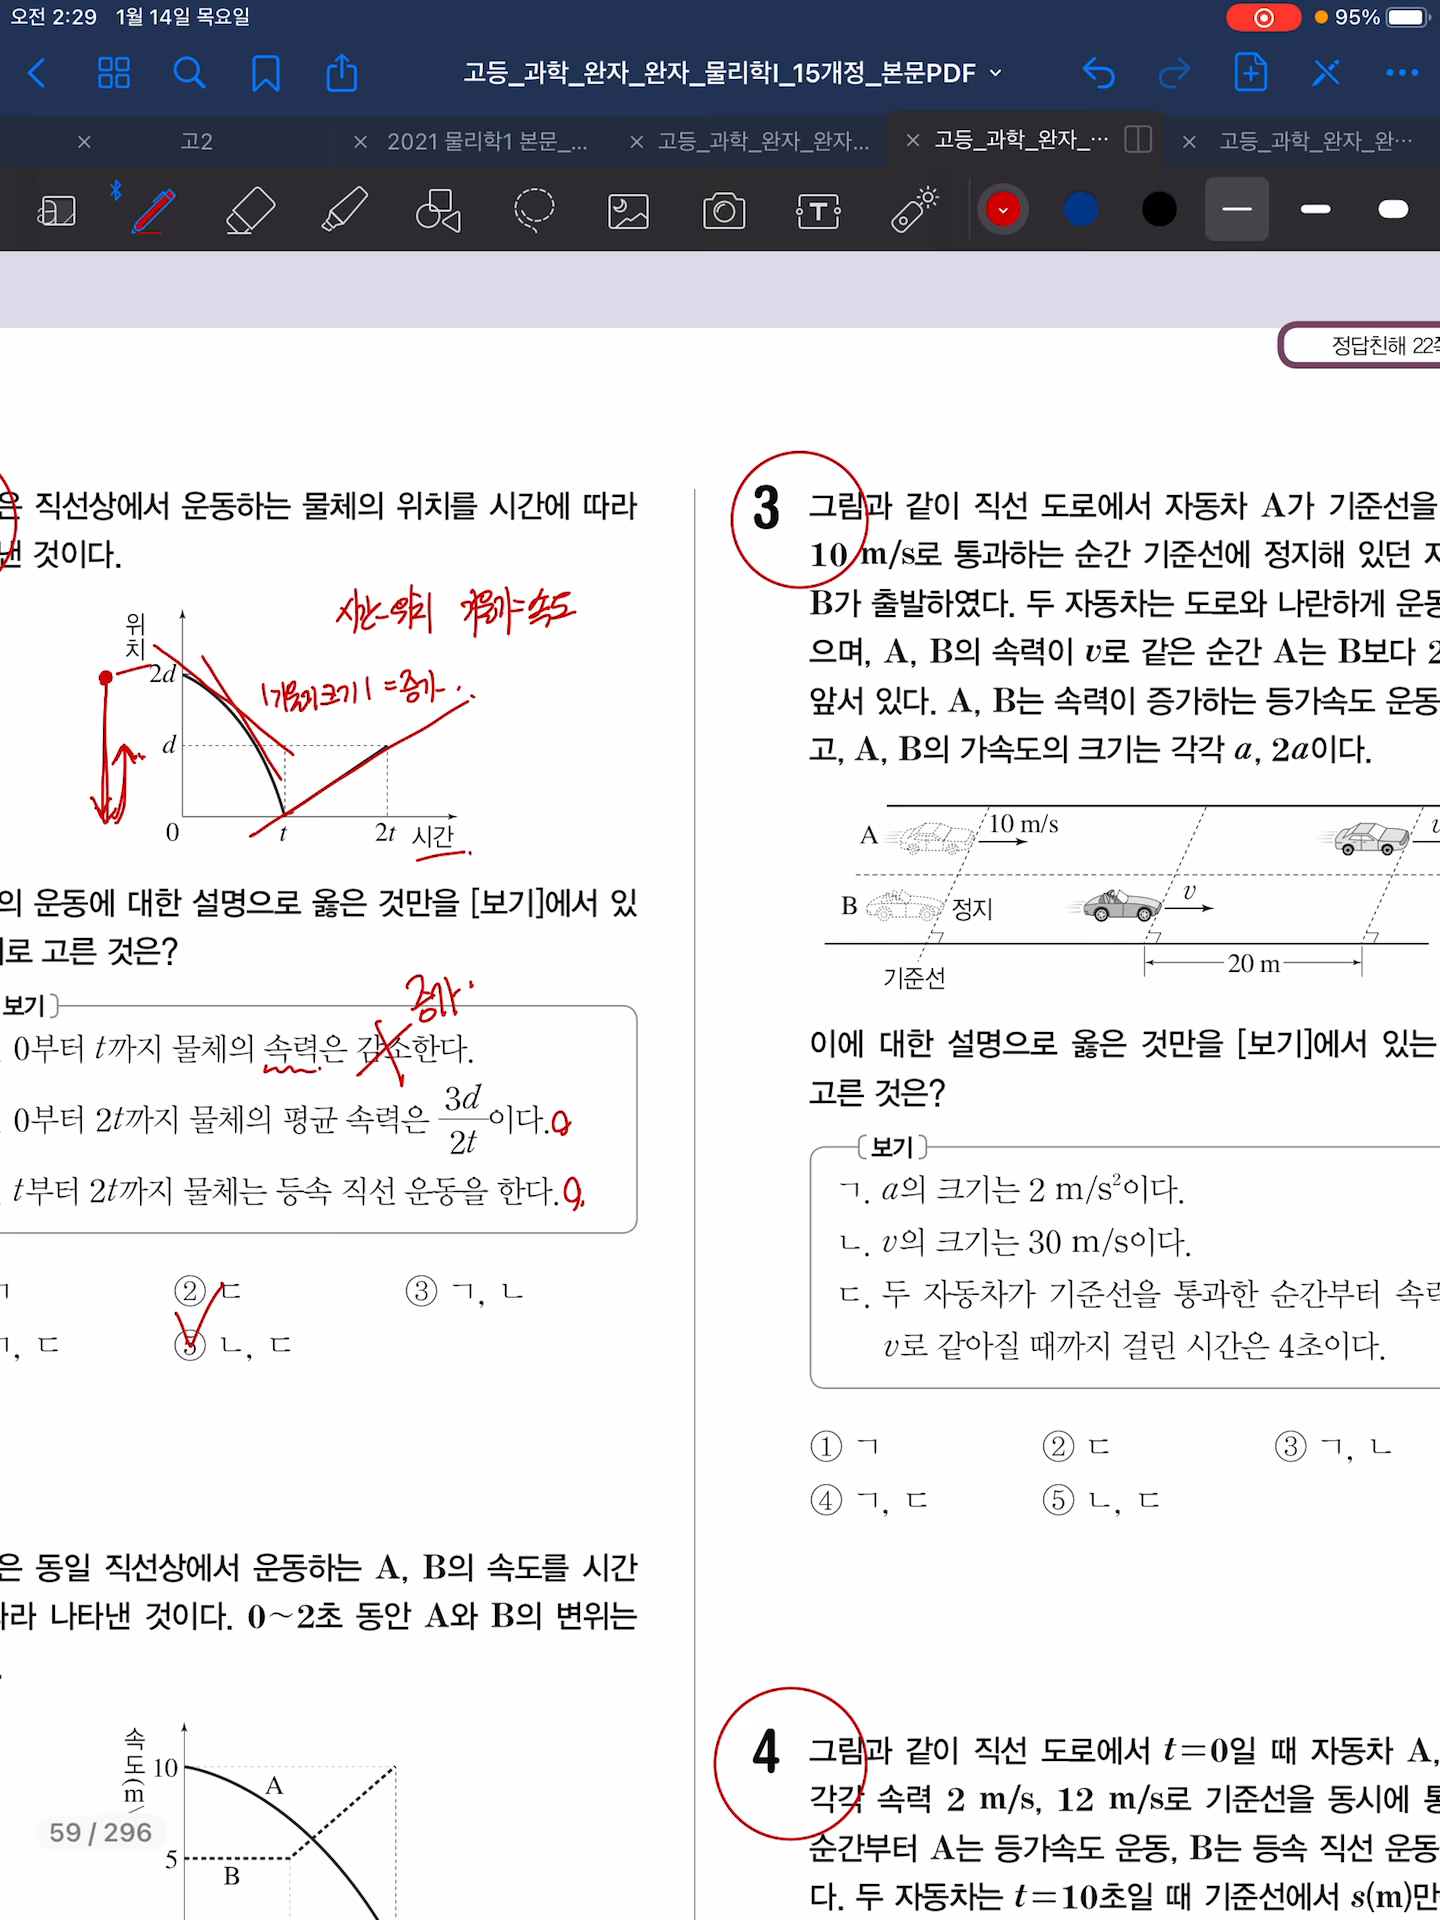 오전 2:29 1월 14일 목요일
95%
고등_과학_완자_완자_물리학I_15개정_본문PDF
고2
2021 물리학1 본문_...
고등_과학_완자_완자...
고등_과학_완자_...
고등_과학_완자_완...
정답친해 22쪽
은 직선상에서 운동하는 물체의 위치를 시간에 따라
낸 것이다.
시간-위치 기울기=속도
위치
2d
|기울기 크기| = 증가
d
0
t
2t
시간
의 운동에 대한 설명으로 옳은 것만을 [보기]에서 있
대로 고른 것은?
보기
증가
0부터 t까지 물체의 속력은 감소한다.
0부터 2t까지 물체의 평균 속력은 3d/2t이다.
t부터 2t까지 물체는 등속 직선 운동을 한다.
ㄱ
② ㄷ
③ ㄱ, ㄴ
ㄱ, ㄷ
⑤ ㄴ, ㄷ
은 동일 직선상에서 운동하는 A, B의 속도를 시간
따라 나타낸 것이다. 0~2초 동안 A와 B의 변위는
속도(m/
10
A
5
B
59 / 296
3 그림과 같이 직선 도로에서 자동차 A가 기준선을
10 m/s로 통과하는 순간 기준선에 정지해 있던 자
B가 출발하였다. 두 자동차는 도로와 나란하게 운동
으며, A, B의 속력이 v로 같은 순간 A는 B보다 2
앞서 있다. A, B는 속력이 증가하는 등가속도 운동
고, A, B의 가속도의 크기는 각각 a, 2a이다.
A
10 m/s
v
B
정지
v
20 m
기준선
이에 대한 설명으로 옳은 것만을 [보기]에서 있는
고른 것은?
보기
ㄱ. a의 크기는 2 m/s²이다.
ㄴ. v의 크기는 30 m/s이다.
ㄷ. 두 자동차가 기준선을 통과한 순간부터 속력
v로 같아질 때까지 걸린 시간은 4초이다.
① ㄱ
② ㄷ
③ ㄱ, ㄴ
④ ㄱ, ㄷ
⑤ ㄴ, ㄷ
4 그림과 같이 직선 도로에서 t=0일 때 자동차 A,
각각 속력 2 m/s, 12 m/s로 기준선을 동시에 통
순간부터 A는 등가속도 운동, B는 등속 직선 운동
다. 두 자동차는 t=10초일 때 기준선에서 s(m)만